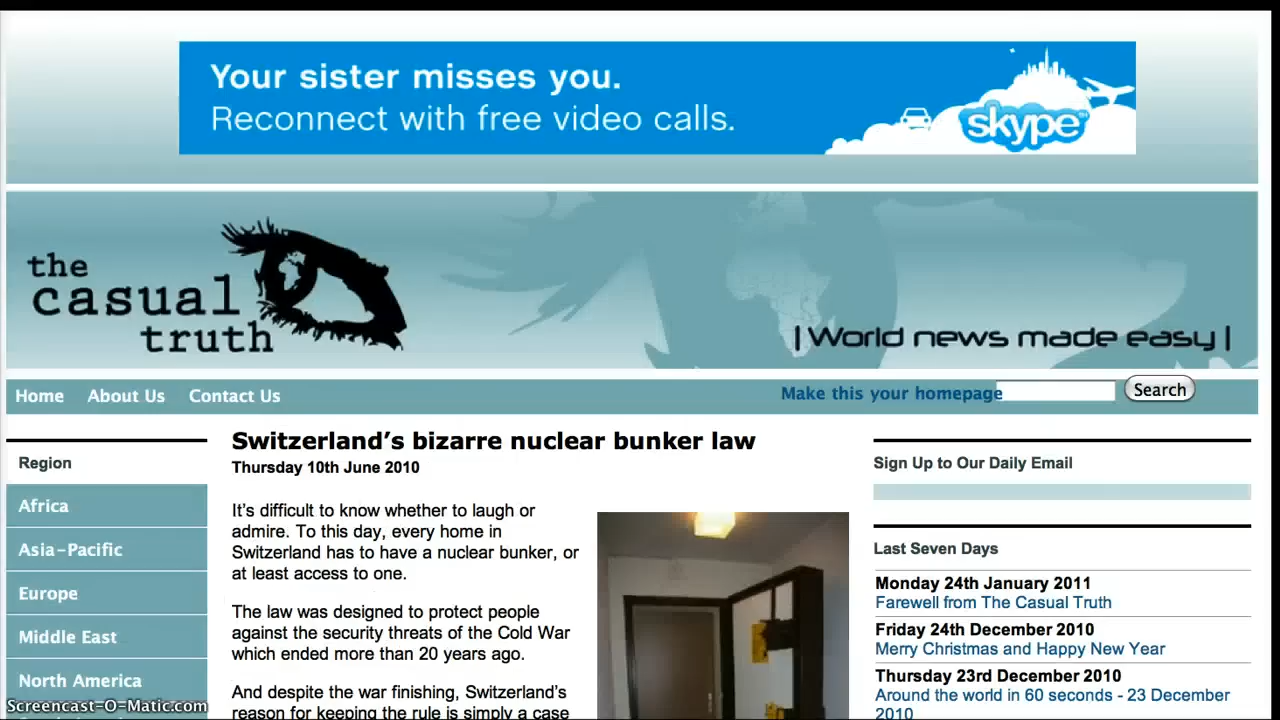 Your sister misses you.
Reconnect with free video calls.
skype
the
casual
truth
|World news made easy|
Home About Us Contact Us
Make this your homepage
Search
Region
Africa
Asia-Pacific
Europe
Middle East
North America
Switzerland's bizarre nuclear bunker law
Thursday 10th June 2010
It's difficult to know whether to laugh or
admire. To this day, every home in
Switzerland has to have a nuclear bunker, or
at least access to one.
The law was designed to protect people
against the security threats of the Cold War
which ended more than 20 years ago.
And despite the war finishing, Switzerland's
reason for keeping the rule is simply a case
Sign Up to Our Daily Email
Last Seven Days
Monday 24th January 2011
Farewell from The Casual Truth
Friday 24th December 2010
Merry Christmas and Happy New Year
Thursday 23rd December 2010
Around the world in 60 seconds - 23 December
2010
Screencast-O-Matic.com